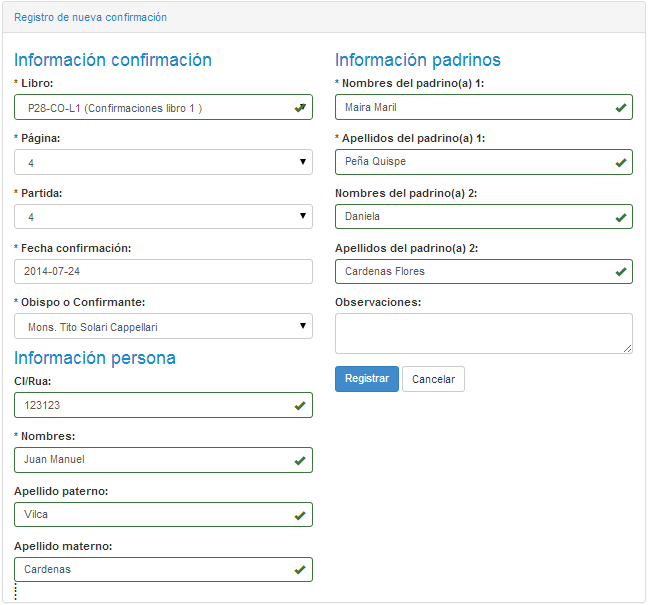 Registro de nueva confirmación
Información confirmación
* Libro:
P28-CO-L1 (Confirmaciones libro 1 )
* Página:
4
* Partida:
4
* Fecha confirmación:
2014-07-24
* Obispo o Confirmante:
Mons. Tito Solari Cappellari
Información persona
CI/Rua:
123123
* Nombres:
Juan Manuel
Apellido paterno:
Vilca
Apellido materno:
Cardenas
Información padrinos
* Nombres del padrino(a) 1:
Maira Maril
* Apellidos del padrino(a) 1:
Peña Quispe
Nombres del padrino(a) 2:
Daniela
Apellidos del padrino(a) 2:
Cardenas Flores
Observaciones:
Registrar Cancelar